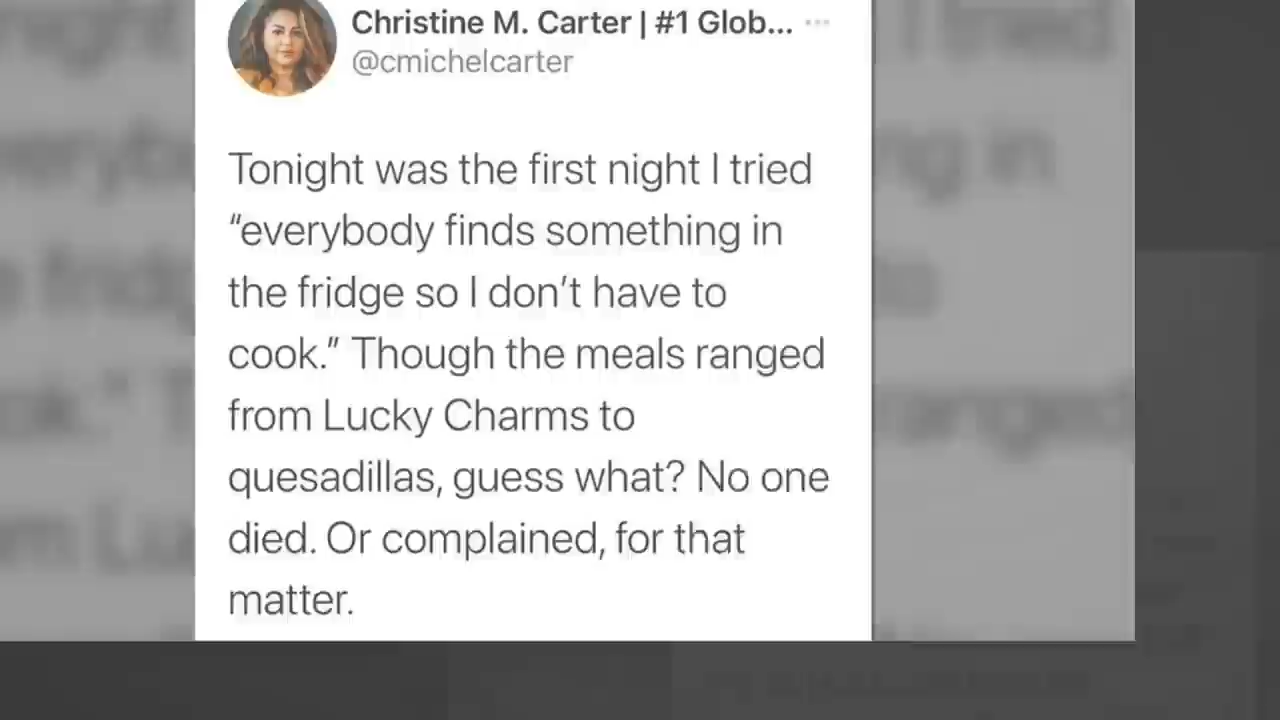 Christine M. Carter | #1 Glob...
@cmichelcarter
Tonight was the first night I tried
“everybody finds something in
the fridge so I don’t have to
cook.” Though the meals ranged
from Lucky Charms to
quesadillas, guess what? No one
died. Or complained, for that
matter.